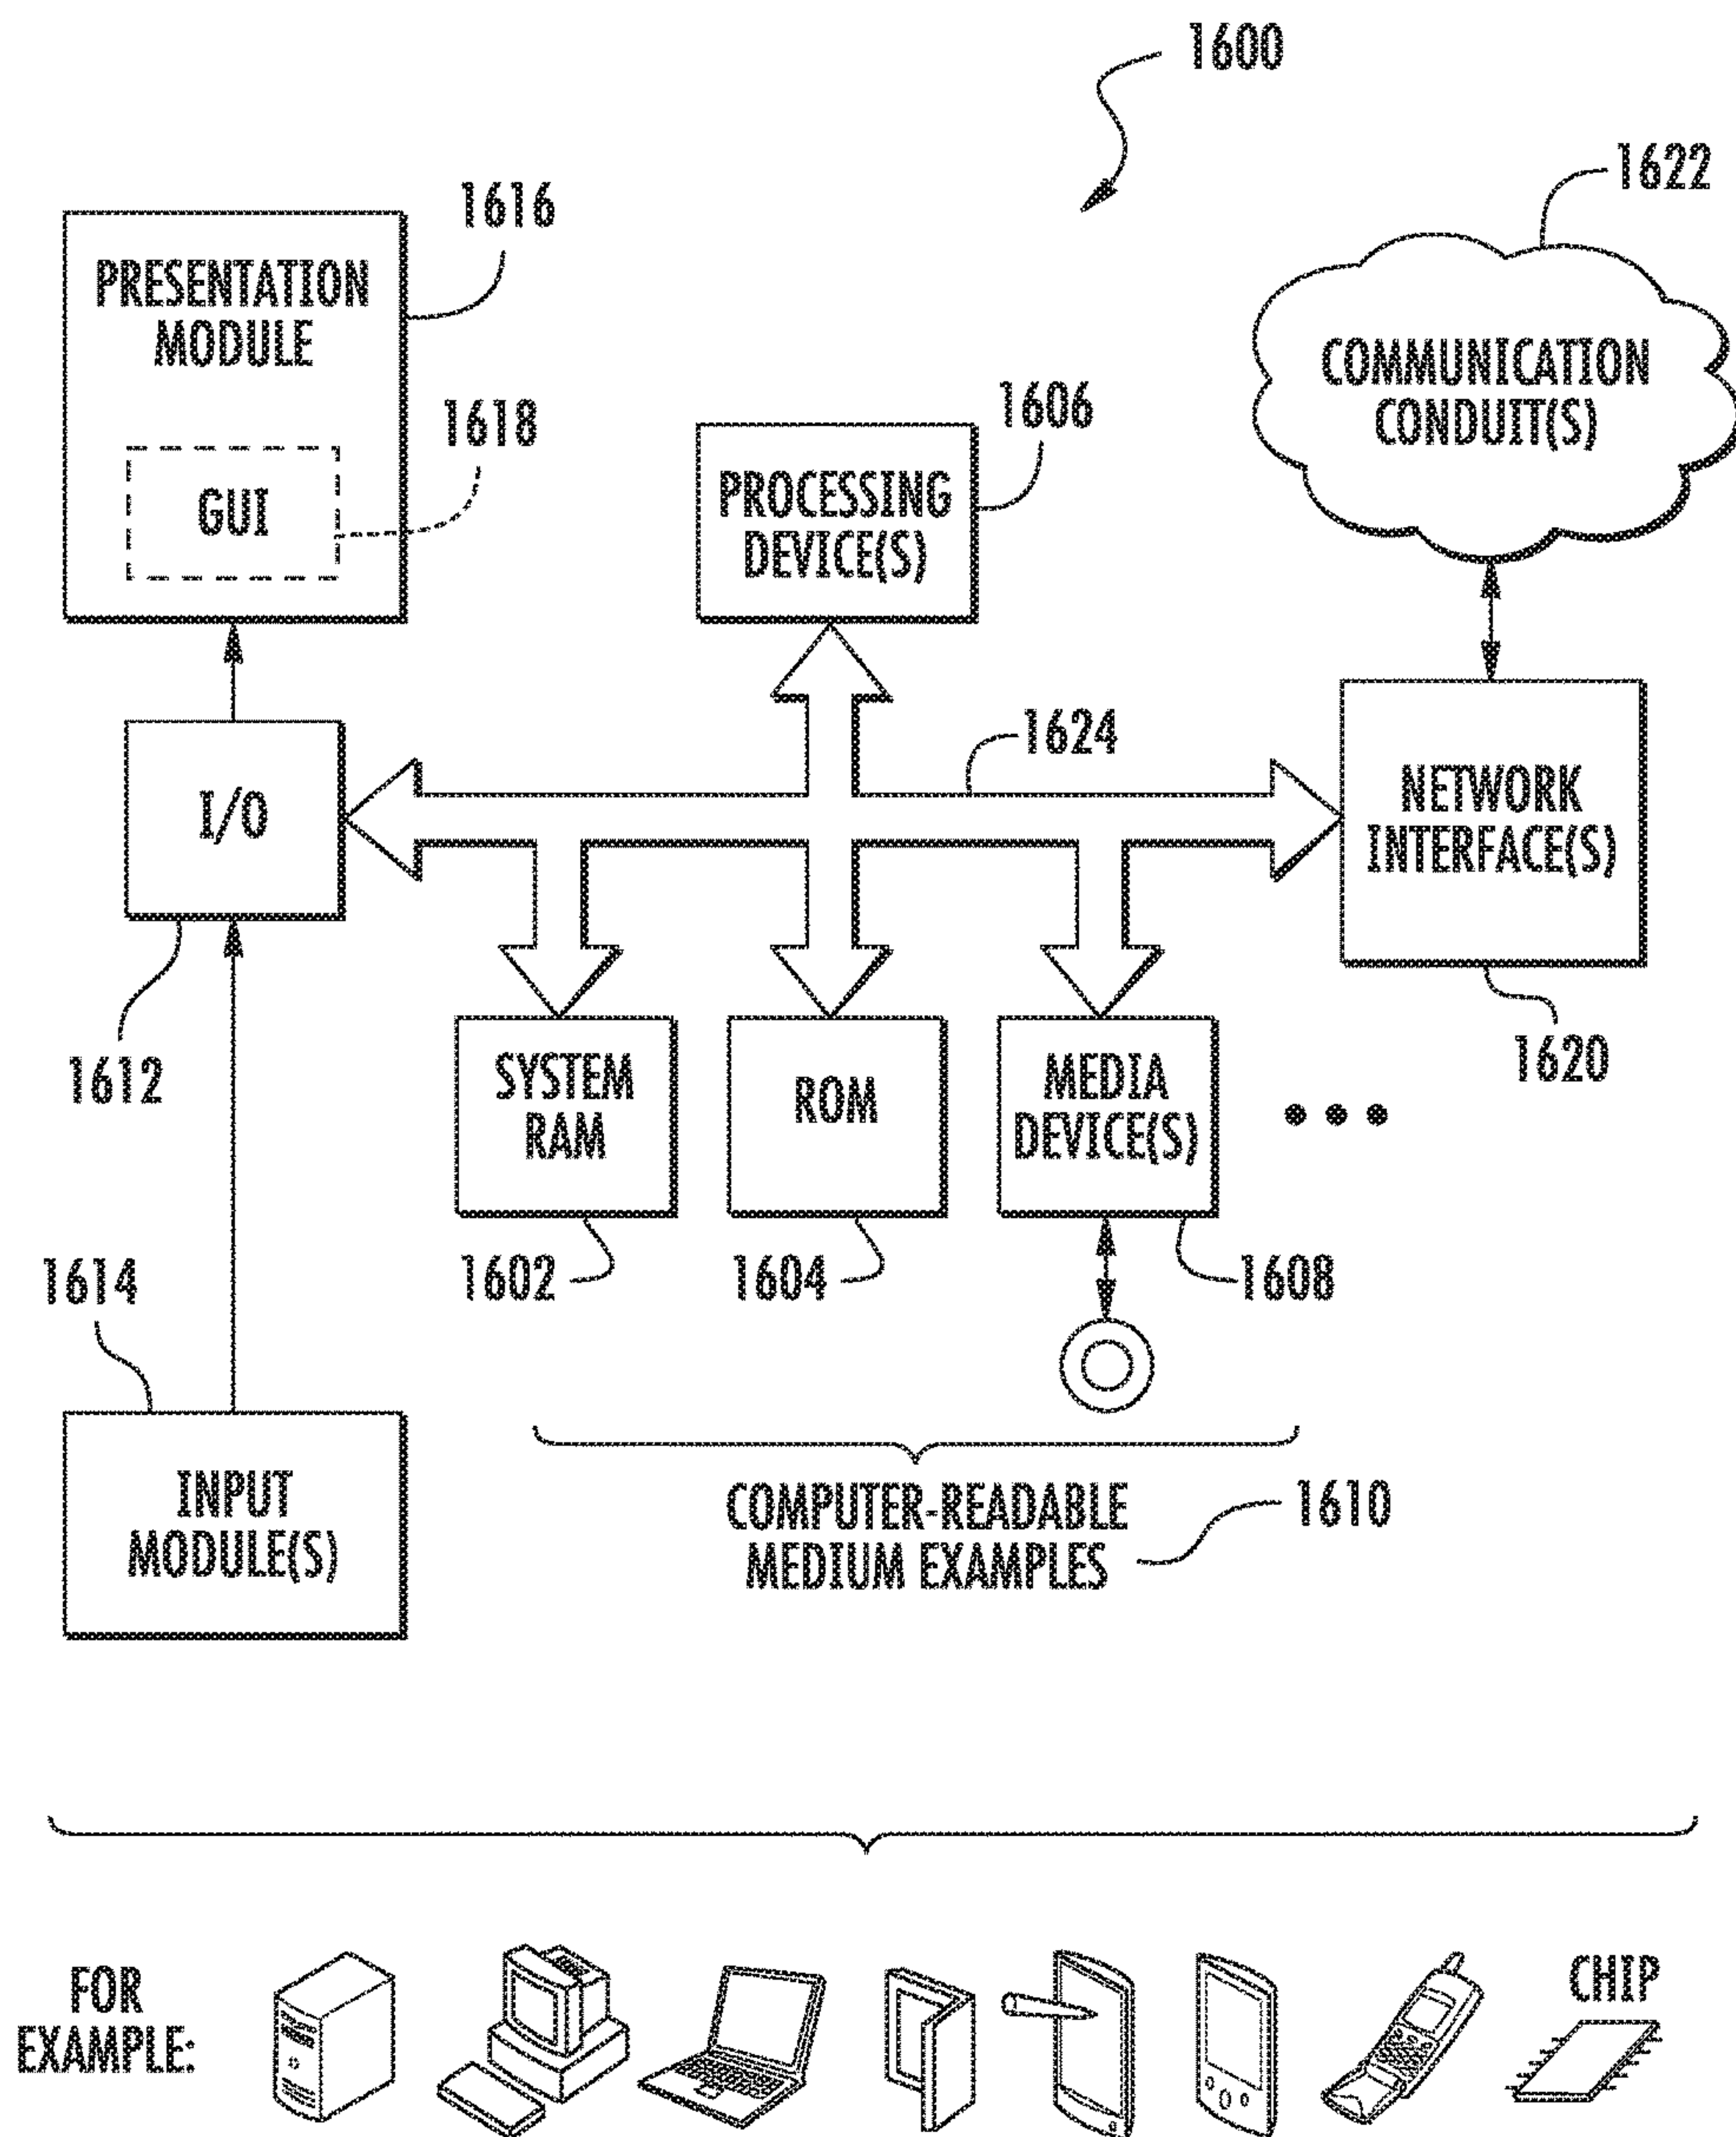 1600
1622
1616
PRESENTATION
MODULE
1618
GUI
1606
PROCESSING
DEVICE(S)
COMMUNICATION
CONDUIT(S)
1624
I/O
NETWORK
INTERFACE(S)
1612
1620
SYSTEM
RAM
ROM
MEDIA
DEVICE(S)
1602
1604
1608
1614
INPUT
MODULE(S)
COMPUTER-READABLE
MEDIUM EXAMPLES
1610
FOR
EXAMPLE:
CHIP